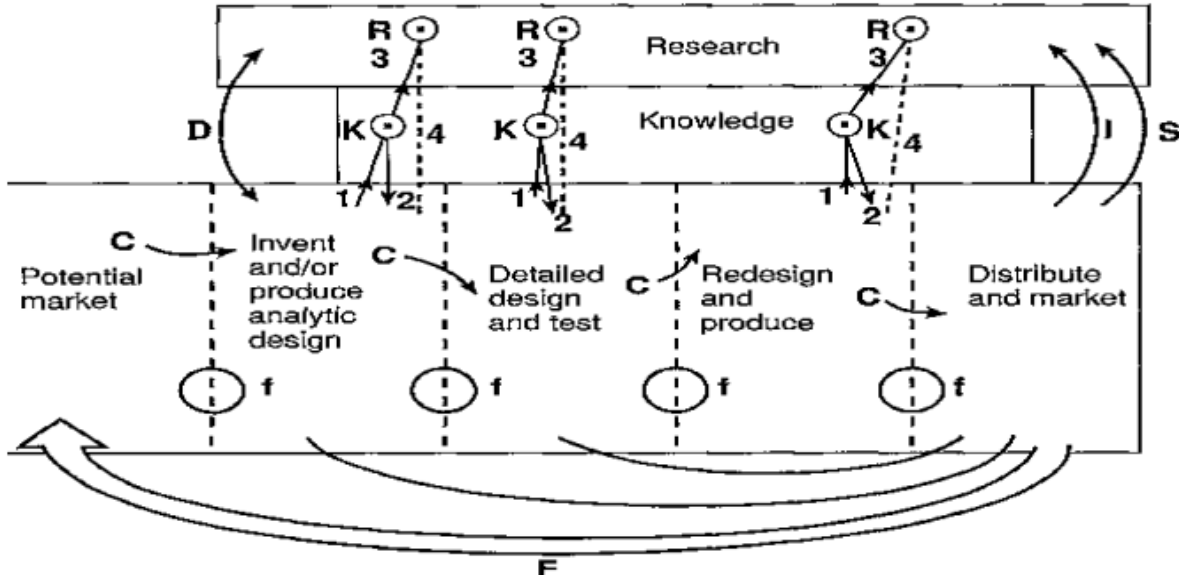 R R R
3 3 3
Research
D K 4 K 4 Knowledge K 4 I S
1 2 1 2 1 2
C Invent
and/or
produce
analytic
design
Potential
market
C Detailed
design
and test
C Redesign
and
produce
C Distribute
and market
f f f f
F